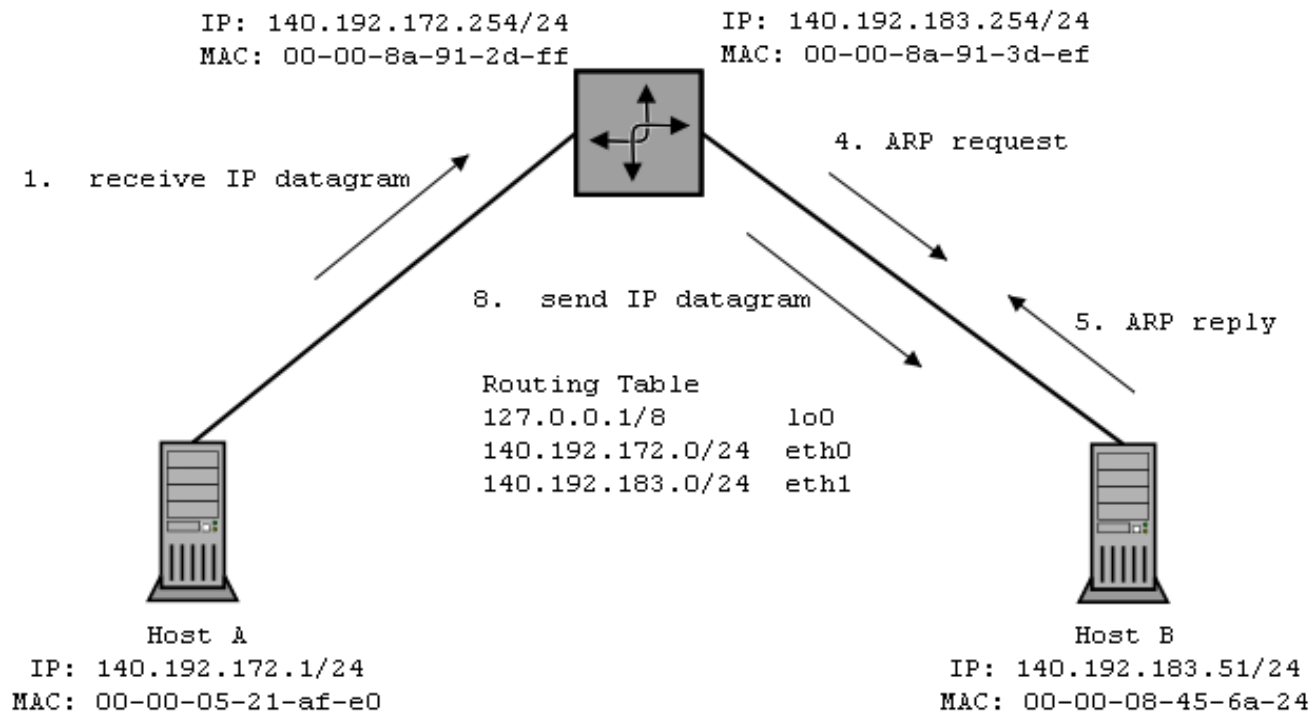 IP: 140.192.172.254/24
MAC: 00-00-8a-91-2d-ff
IP: 140.192.183.254/24
MAC: 00-00-8a-91-3d-ef
1. receive IP datagram
4. ARP request
8. send IP datagram
5. ARP reply
Routing Table
127.0.0.1/8 lo0
140.192.172.0/24 eth0
140.192.183.0/24 eth1
Host A
IP: 140.192.172.1/24
MAC: 00-00-05-21-af-e0
Host B
IP: 140.192.183.51/24
MAC: 00-00-08-45-6a-24